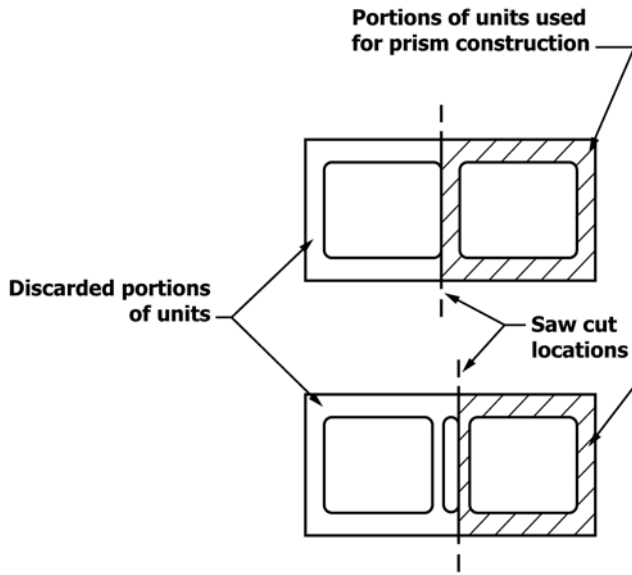 Portions of units used
for prism construction
Discarded portions
of units
Saw cut
locations